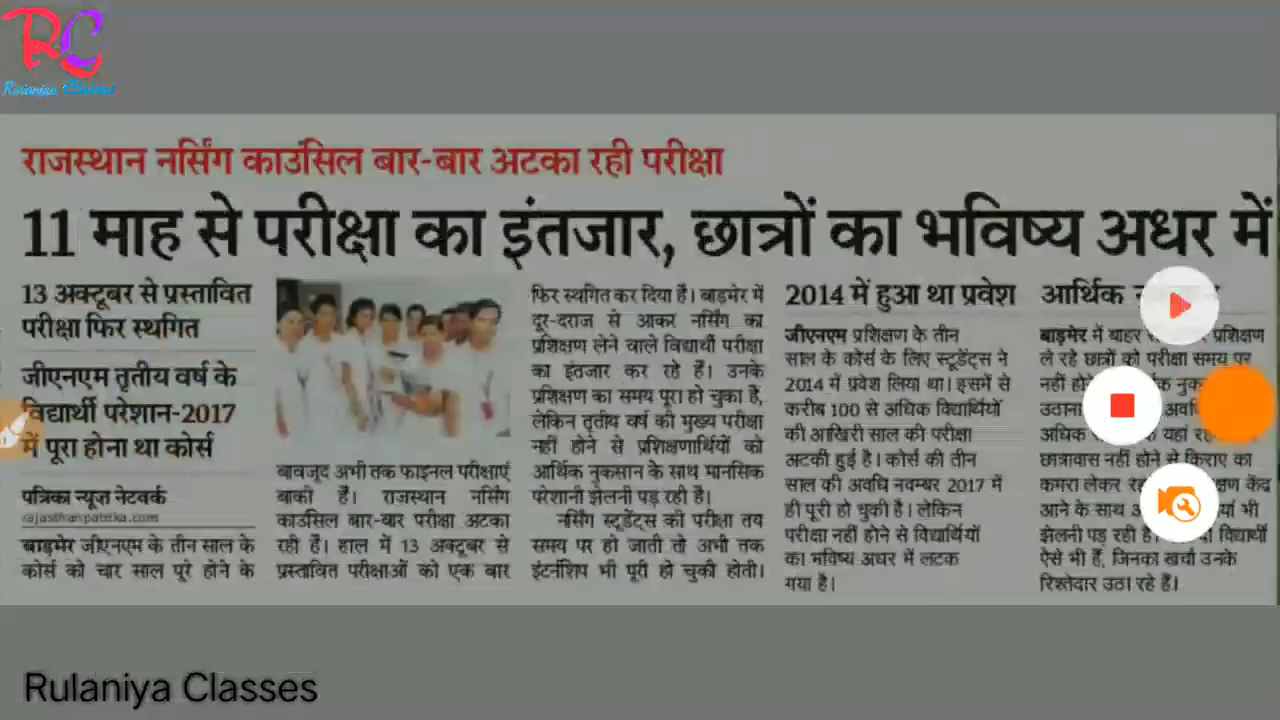 RC
Rulaniya Classes
राजस्थान नर्सिंग काउंसिल बार-बार अटका रही परीक्षा
11 माह से परीक्षा का इंतजार, छात्रों का भविष्य अधर में
13 अक्टूबर से प्रस्तावित
परीक्षा फिर स्थगित
जीएनएम तृतीय वर्ष के
विद्यार्थी परेशान-2017
में पूरा होना था कोर्स
पत्रिका न्यूज नेटवर्क
rajasthanpatrika.com
बाड़मेर जीएनएम के तीन साल के
कोर्स को चार साल पूरे होने के
बावजूद अभी तक फाइनल परीक्षाएं
बाकी हैं। राजस्थान नर्सिंग
काउंसिल बार-बार परीक्षा अटका
रही हैं। हाल में 13 अक्टूबर से
प्रस्तावित परीक्षाओं को एक बार
फिर स्थगित कर दिया है। बाड़मेर में
दूर-दराज से आकर नर्सिंग का
प्रशिक्षण लेने वाले विद्यार्थी परीक्षा
का इंतजार कर रहे हैं। उनके
प्रशिक्षण का समय पूरा हो चुका है,
लेकिन तृतीय वर्ष की मुख्य परीक्षा
नहीं होने से प्रशिक्षणार्थियों को
आर्थिक नुकसान के साथ मानसिक
परेशानी झेलनी पड़ रही है।
नर्सिंग स्टूडेंट्स की परीक्षा तय
समय पर हो जाती तो अभी तक
इंटर्नशिप भी पूरी हो चुकी होती।
2014 में हुआ था प्रवेश
जीएनएम प्रशिक्षण के तीन
साल के कोर्स के लिए स्टूडेंट्स ने
2014 में प्रवेश लिया था। इसमें से
करीब 100 से अधिक विद्यार्थियों
की आखिरी साल की परीक्षा
अटकी हुई है। कोर्स की तीन
साल की अवधि नवम्बर 2017 में
ही पूरी हो चुकी है। लेकिन
परीक्षा नहीं होने से विद्यार्थियों
का भविष्य अधर में लटक
गया है।
आर्थिक
बाड़मेर में बाहर प्रशिक्षण
ले रहे छात्रों को परीक्षा समय पर
नहीं
उठाना
अधिक यहां
छात्रावास नहीं होने से किराए का
कमरा लेकर केंद्र
आने के साथ भी
झेलनी पड़ रही विद्यार्थी
ऐसे भी हैं, जिनका खर्चा उनके
रिश्तेदार उठा रहे हैं।
Rulaniya Classes